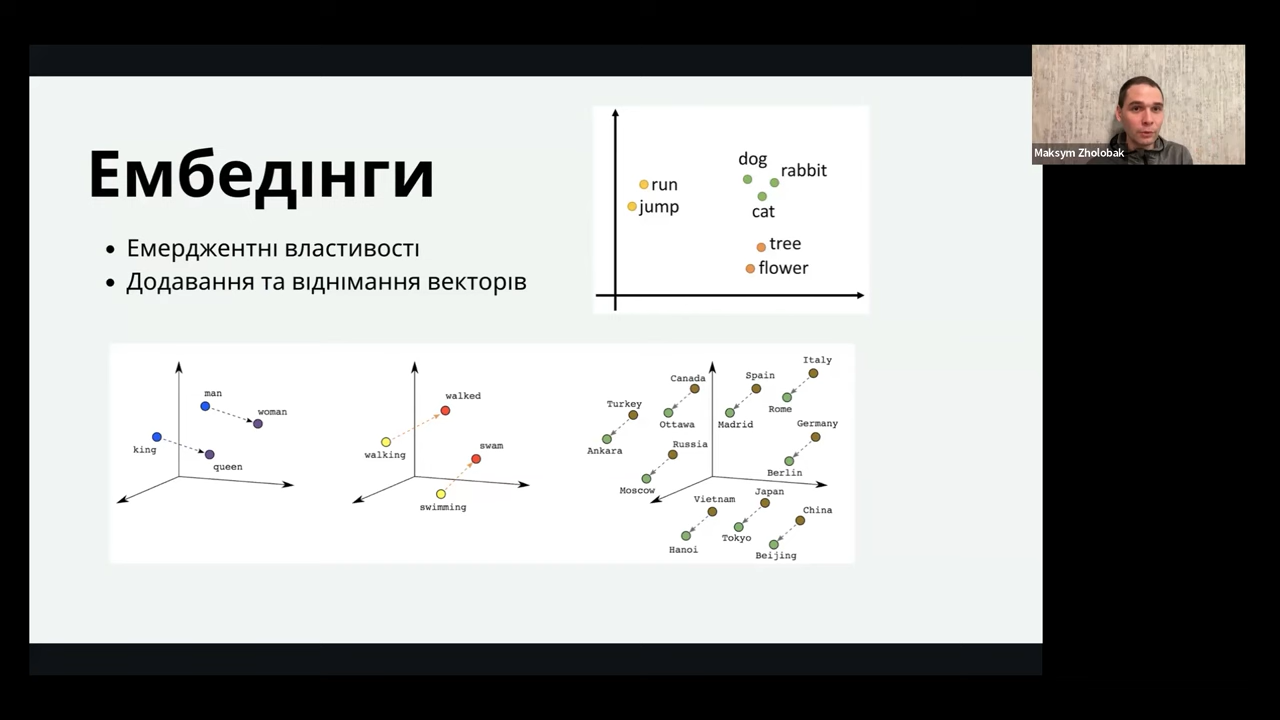 Ембедінги
Емерджентні властивості
Додавання та віднімання векторів
dog
rabbit
run
jump
cat
tree
flower
man
woman
king
queen
walked
walking
swam
swimming
Italy
Spain
Canada
Turkey
Rome
Ottawa
Madrid
Germany
Russia
Ankara
Berlin
Moscow
Japan
Vietnam
China
Tokyo
Hanoi
Beijing
Maksym Zholobak